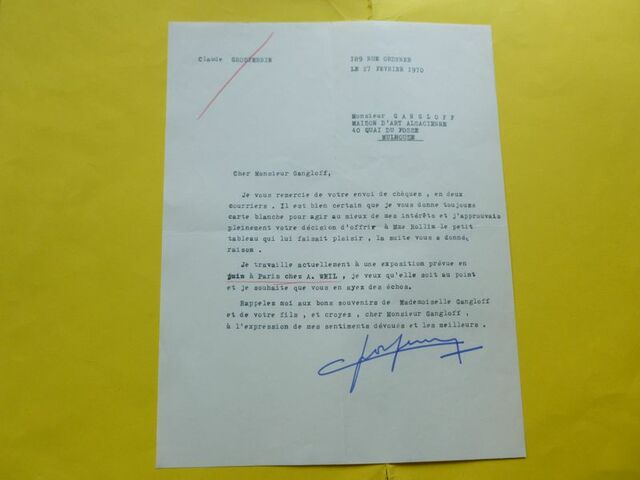 Claude GROSPERRIN
189 RUE ORDENER
LE 17 FEVRIER 1970
Monsieur G A N G L O F F
MAISON D'ART ALSACIENNE
40 QUAI DU FOSSE
MULHOUSE
Cher Monsieur Gangloff,
Je vous remercie de votre envoi de chèques , en deux
courriers . Il est bien certain que je vous donne toujours
carte blanche pour agir au mieux de mes intérêts et j'approuvais
pleinement votre décision d'offrir à Mme Rollin le petit
tableau qui lui faisait plaisir , la suite vous a donné
raison .
Je travaille actuellement à une exposition prévue en
juin à Paris chez A. WEIL , je veux qu'elle soit au point
et je souhaite que vous en ayez des échos.
Rappelez moi aux bons souvenirs de Mademoiselle Gangloff
et de votre fils , et croyez , cher Monsieur Gangloff ,
à l'expression de mes sentiments dévoués et les meilleurs .